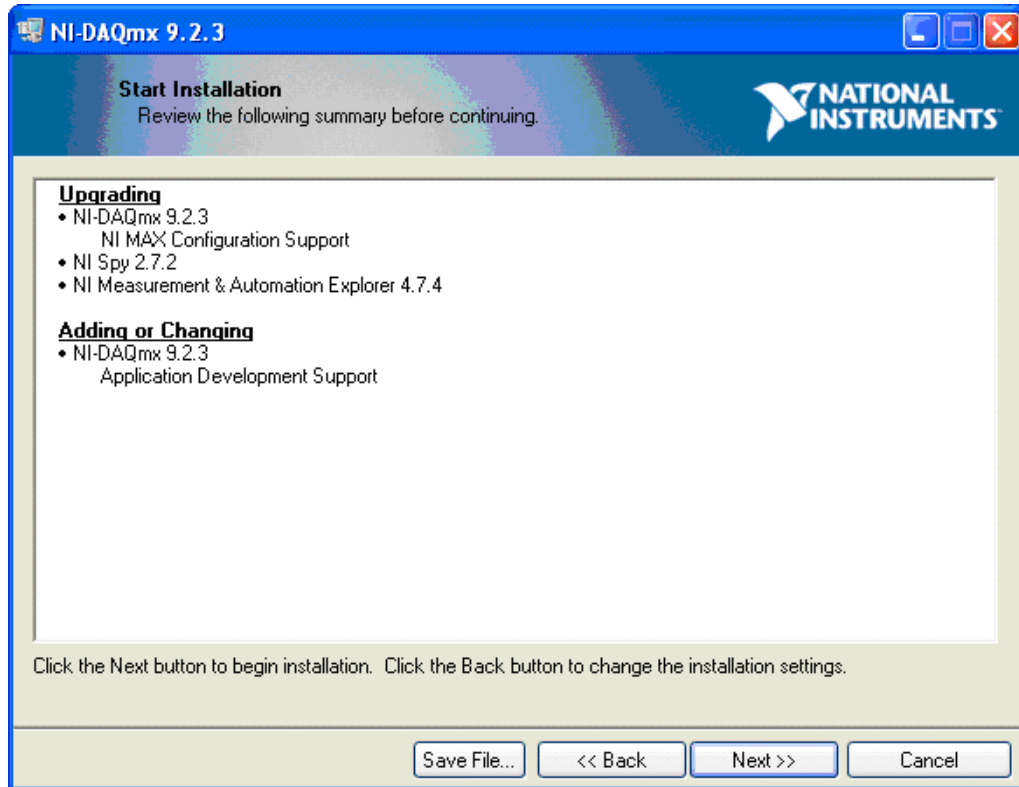 NI-DAQmx 9.2.3
Start Installation
Review the following summary before continuing.
NATIONAL
INSTRUMENTS
Upgrading
• NI-DAQmx 9.2.3
NI MAX Configuration Support
• NI Spy 2.7.2
• NI Measurement & Automation Explorer 4.7.4
Adding or Changing
• NI-DAQmx 9.2.3
Application Development Support
Click the Next button to begin installation.  Click the Back button to change the installation settings.
Save File...
<< Back
Next >>
Cancel